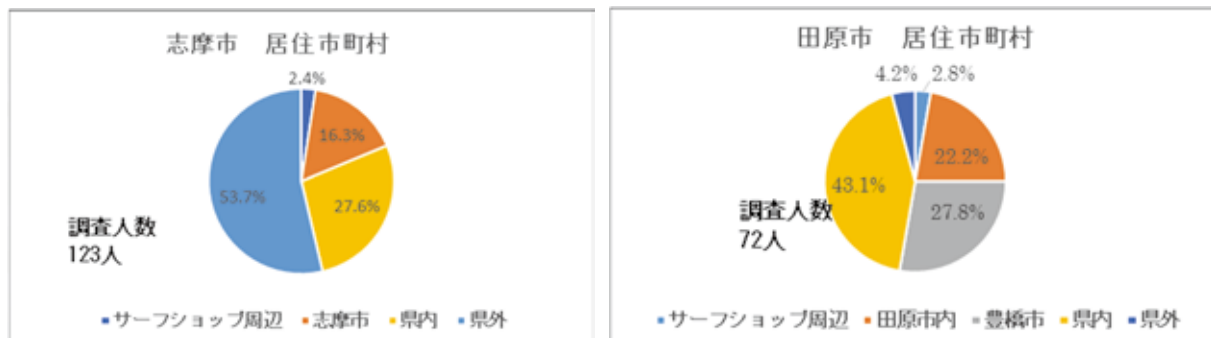 志摩市　居住市町村
2.4%
16.3%
53.7%
27.6%
調査人数
123人
■サーフショップ周辺 ■志摩市 ■県内 ■県外
田原市　居住市町村
4.2% 2.8%
22.2%
43.1%
27.8%
調査人数
72人
■サーフショップ周辺 ■田原市内 ■豊橋市 ■県内 ■県外